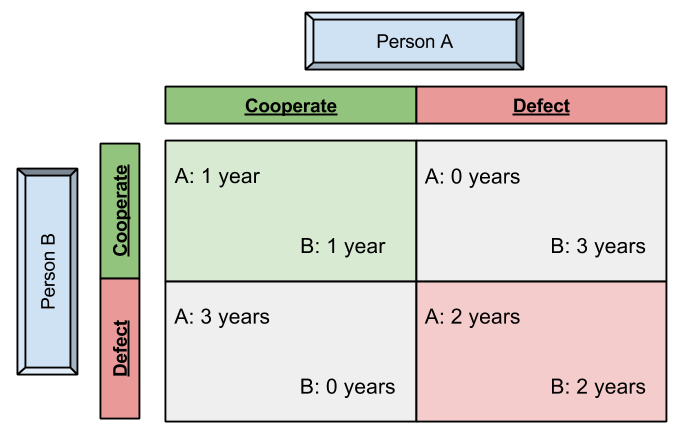 Person A
Cooperate
Defect
Person B
Cooperate
A: 1 year
B: 1 year
A: 0 years
B: 3 years
Defect
A: 3 years
B: 0 years
A: 2 years
B: 2 years